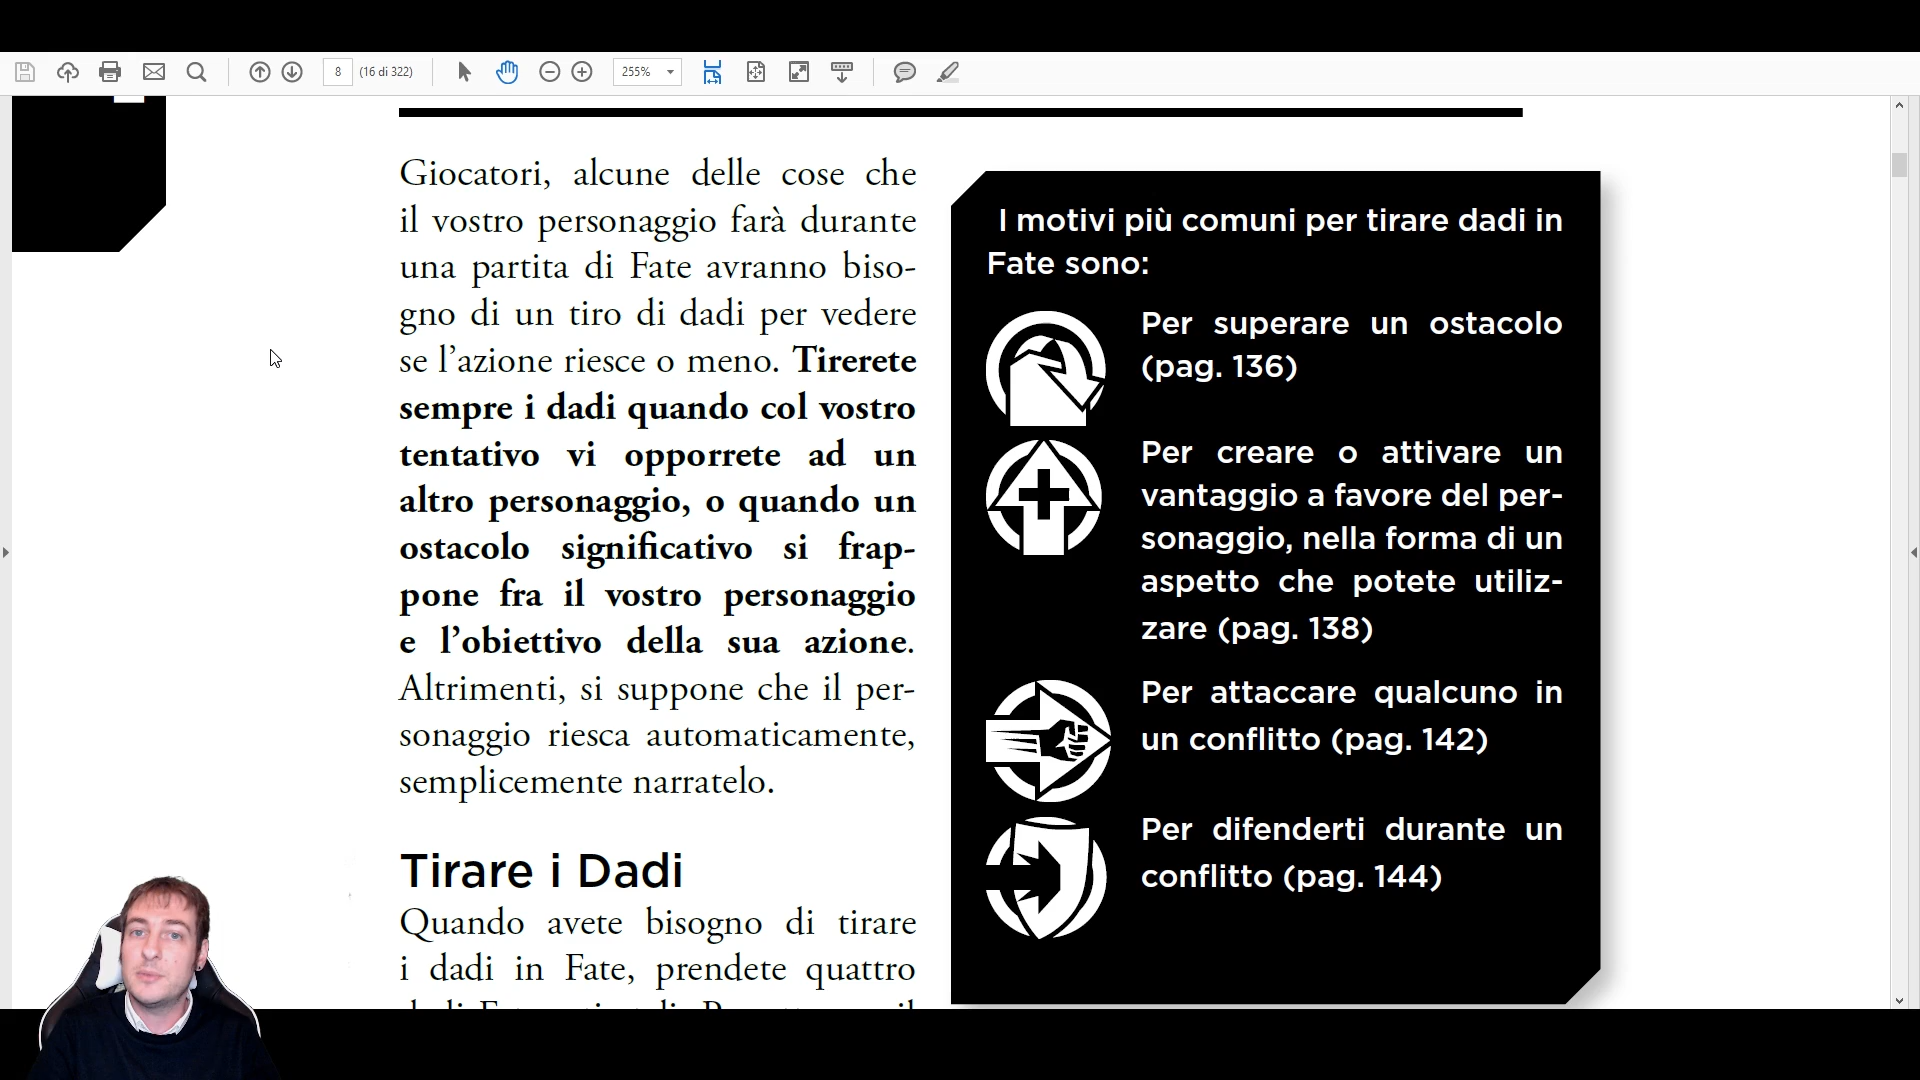 8
(16 di 322)
255%
Giocatori, alcune delle cose che
il vostro personaggio farà durante
una partita di Fate avranno biso-
gno di un tiro di dadi per vedere
se l’azione riesce o meno. Tirerete
sempre i dadi quando col vostro
tentativo vi opporrete ad un
altro personaggio, o quando un
ostacolo significativo si frap-
pone fra il vostro personaggio
e l’obiettivo della sua azione.
Altrimenti, si suppone che il per-
sonaggio riesca automaticamente,
semplicemente narratelo.
Tirare i Dadi
Quando avete bisogno di tirare
i dadi in Fate, prendete quattro
I motivi più comuni per tirare dadi in
Fate sono:
Per superare un ostacolo
(pag. 136)
Per creare o attivare un
vantaggio a favore del per-
sonaggio, nella forma di un
aspetto che potete utiliz-
zare (pag. 138)
Per attaccare qualcuno in
un conflitto (pag. 142)
Per difenderti durante un
conflitto (pag. 144)